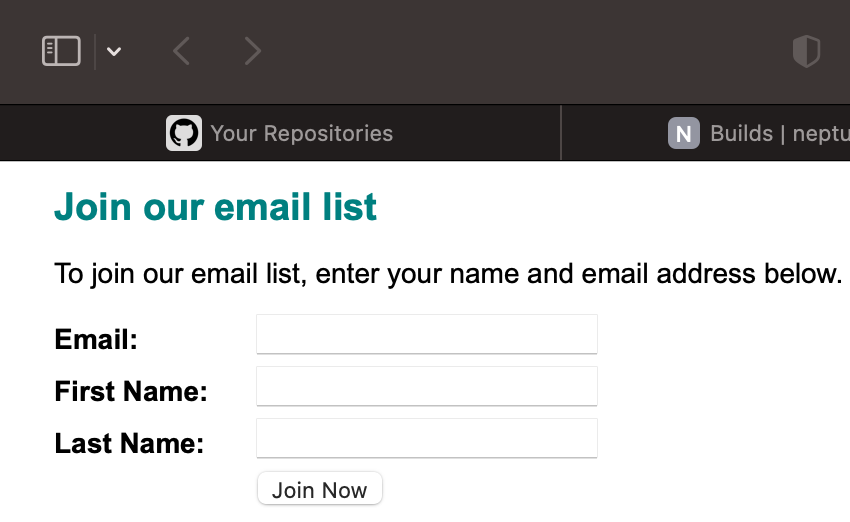 Your Repositories
N Builds | neptu
Join our email list
To join our email list, enter your name and email address below.
Email:
First Name:
Last Name:
Join Now